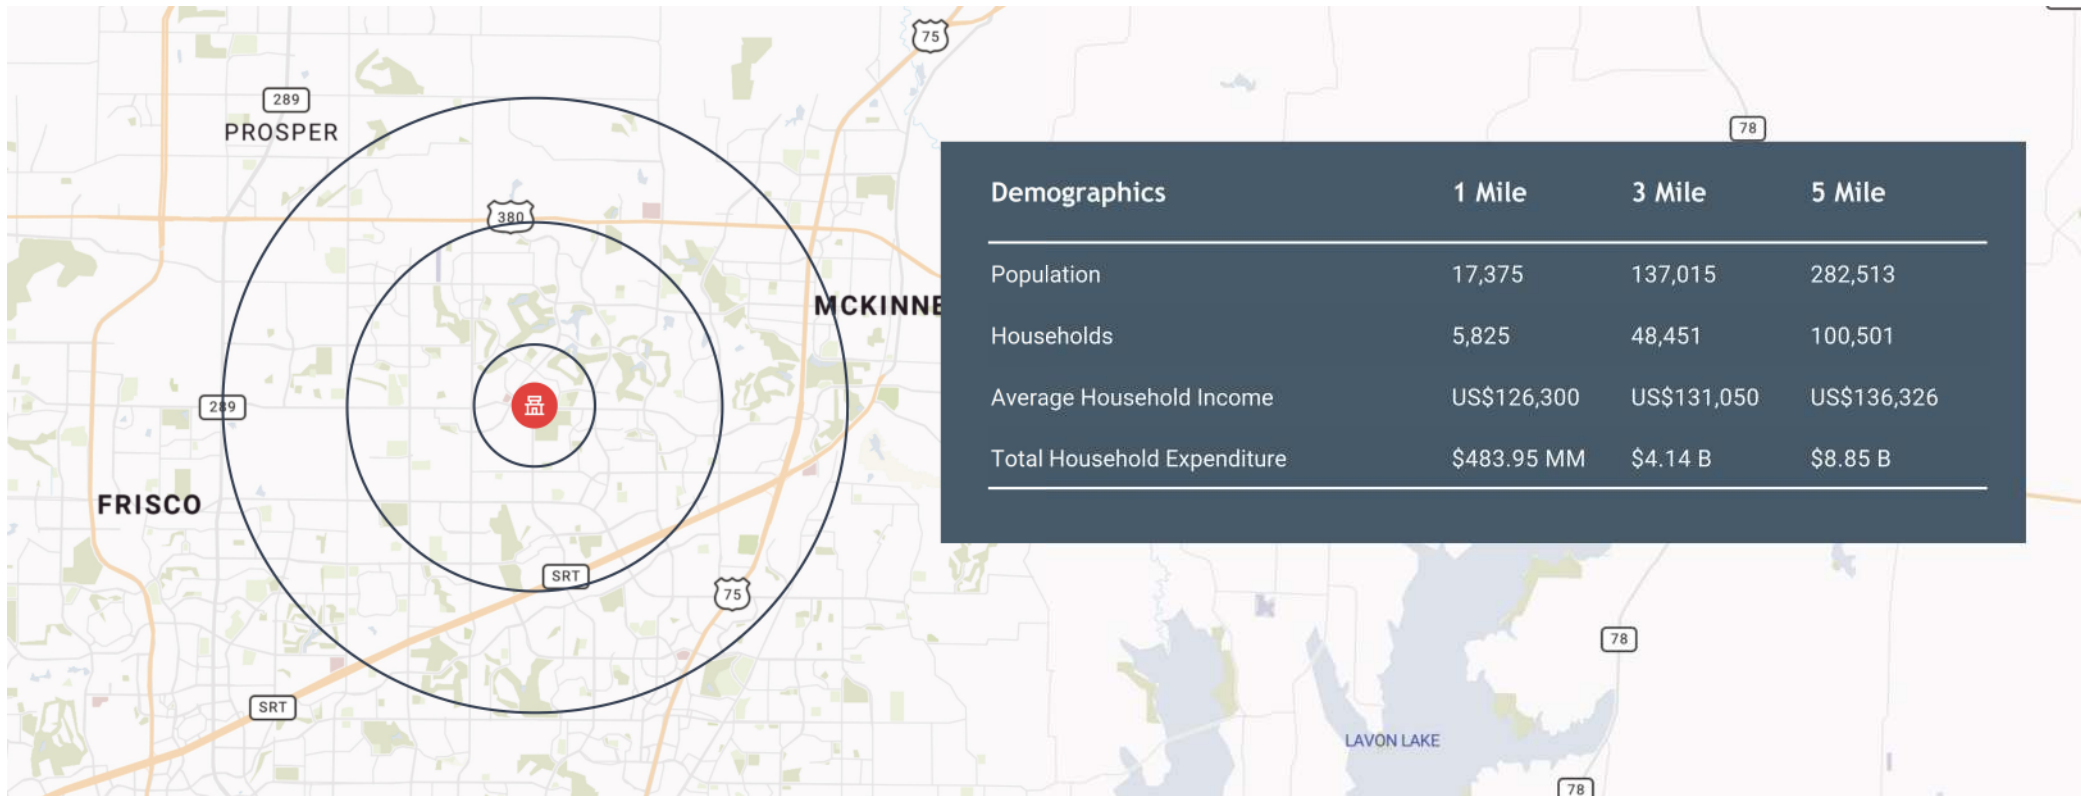 75
289
PROSPER
78
Demographics 1 Mile 3 Mile 5 Mile
380
Population 17,375 137,015 282,513
MCKINNE
Households 5,825 48,451 100,501
289
Average Household Income US$126,300 US$131,050 US$136,326
Total Household Expenditure $483.95 MM $4.14 B $8.85 B
FRISCO
SRT
75
78
SRT
LAVON LAKE
78